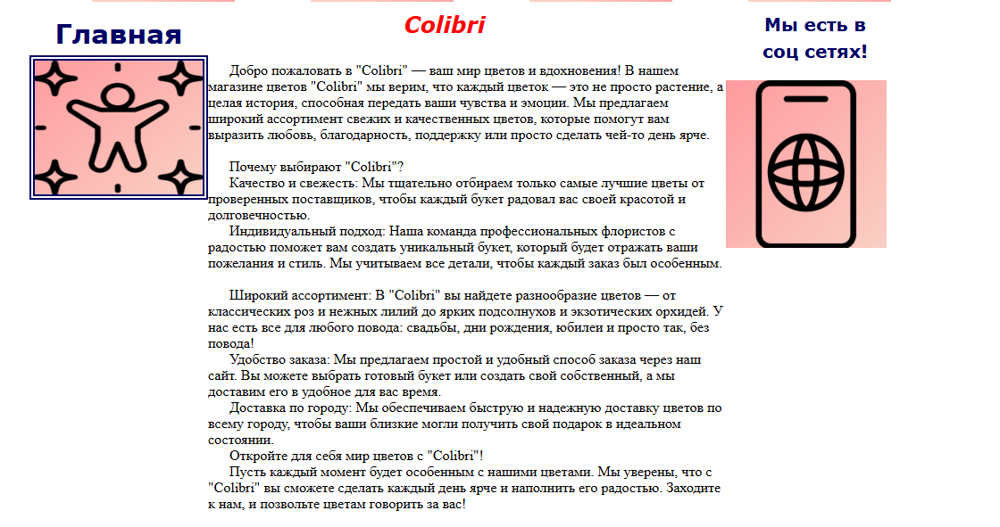 Главная
Colibri
Добро пожаловать в "Colibri" — ваш мир цветов и вдохновения! В нашем
магазине цветов "Colibri" мы верим, что каждый цветок — это не просто растение, а
целая история, способная передать ваши чувства и эмоции. Мы предлагаем
широкий ассортимент свежих и качественных цветов, которые помогут вам
выразить любовь, благодарность, поддержку или просто сделать чей-то день ярче.
Почему выбирают "Colibri"?
Качество и свежесть: Мы тщательно отбираем только самые лучшие цветы от
проверенных поставщиков, чтобы каждый букет радовал вас своей красотой и
долговечностью.
Индивидуальный подход: Наша команда профессиональных флористов с
радостью поможет вам создать уникальный букет, который будет отражать ваши
пожелания и стиль. Мы учитываем все детали, чтобы каждый заказ был особенным.
Широкий ассортимент: В "Colibri" вы найдете разнообразие цветов — от
классических роз и нежных лилий до ярких подсолнухов и экзотических орхидей. У
нас есть все для любого повода: свадьбы, дни рождения, юбилеи и просто так, без
повода!
Удобство заказа: Мы предлагаем простой и удобный способ заказа через наш
сайт. Вы можете выбрать готовый букет или создать свой собственный, а мы
доставим его в удобное для вас время.
Доставка по городу: Мы обеспечиваем быструю и надежную доставку цветов по
всему городу, чтобы ваши близкие могли получить свой подарок в идеальном
состоянии.
Откройте для себя мир цветов с "Colibri"!
Пусть каждый момент будет особенным с нашими цветами. Мы уверены, что с
"Colibri" вы сможете сделать каждый день ярче и наполнить его радостью. Заходите
к нам, и позвольте цветам говорить за вас!
Мы есть в
соц сетях!